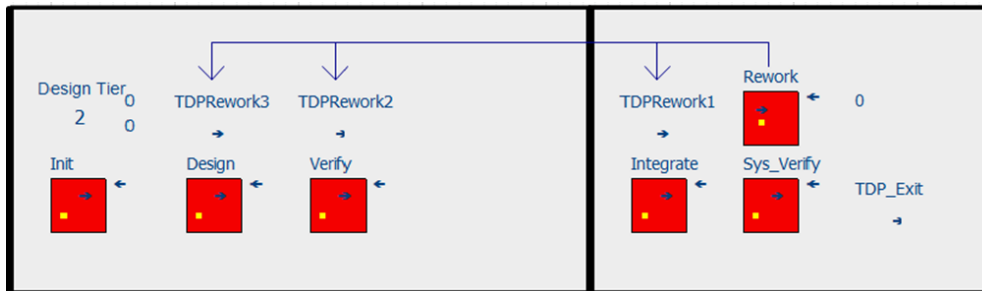 Design Tier
2
0
0
TDPRework3
TDPRework2
TDPRework1
Rework
0
Init
Design
Verify
Integrate
Sys_Verify
TDP_Exit